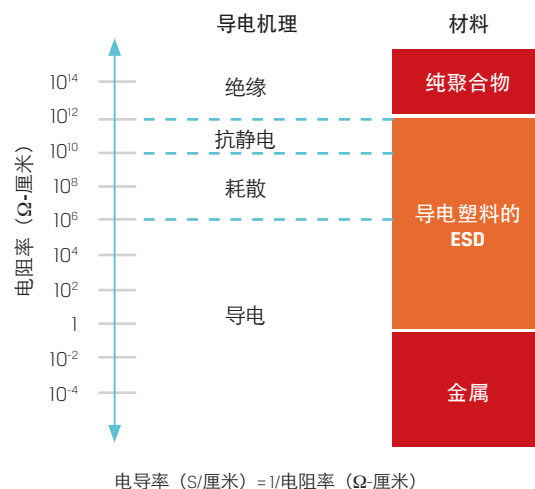 导电机理
材料
电阻率（Ω-厘米）
10¹⁴
10¹²
10¹⁰
10⁸
10⁶
10⁴
10²
1
10⁻²
10⁻⁴
绝缘
抗静电
耗散
导电
纯聚合物
导电塑料的
ESD
金属
电导率（S/厘米）= 1/电阻率（Ω-厘米）